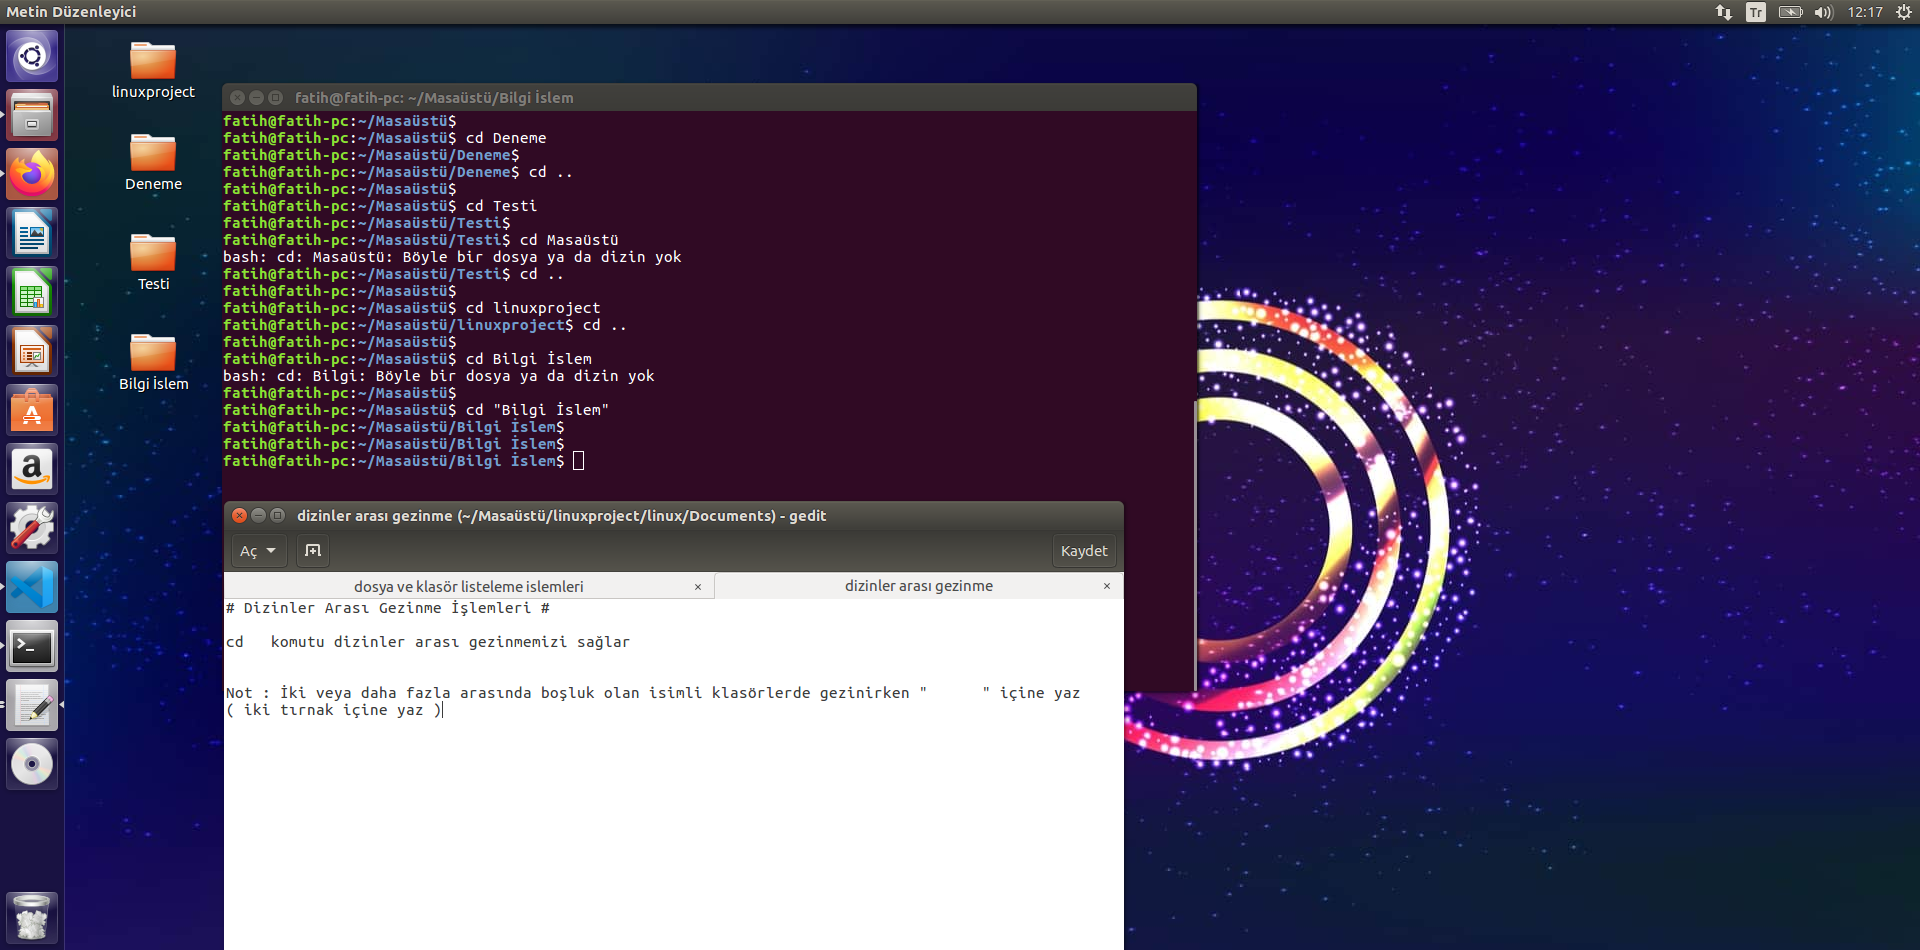 Metin Düzenleyici
Tr
12:17
linuxproject
Deneme
Testi
Bilgi İslem
fatih@fatih-pc: ~/Masaüstü/Bilgi İslem
fatih@fatih-pc:~/Masaüstü$
fatih@fatih-pc:~/Masaüstü$ cd Deneme
fatih@fatih-pc:~/Masaüstü/Deneme$
fatih@fatih-pc:~/Masaüstü/Deneme$ cd ..
fatih@fatih-pc:~/Masaüstü$
fatih@fatih-pc:~/Masaüstü$ cd Testi
fatih@fatih-pc:~/Masaüstü/Testi$
fatih@fatih-pc:~/Masaüstü/Testi$ cd Masaüstü
bash: cd: Masaüstü: Böyle bir dosya ya da dizin yok
fatih@fatih-pc:~/Masaüstü/Testi$ cd ..
fatih@fatih-pc:~/Masaüstü$
fatih@fatih-pc:~/Masaüstü$ cd linuxproject
fatih@fatih-pc:~/Masaüstü/linuxproject$ cd ..
fatih@fatih-pc:~/Masaüstü$
fatih@fatih-pc:~/Masaüstü$ cd Bilgi İslem
bash: cd: Bilgi: Böyle bir dosya ya da dizin yok
fatih@fatih-pc:~/Masaüstü$
fatih@fatih-pc:~/Masaüstü$ cd "Bilgi İslem"
fatih@fatih-pc:~/Masaüstü/Bilgi İslem$
fatih@fatih-pc:~/Masaüstü/Bilgi İslem$
fatih@fatih-pc:~/Masaüstü/Bilgi İslem$
dizinler arası gezinme (~/Masaüstü/linuxproject/linux/Documents) - gedit
Aç
Kaydet
dosya ve klasör listeleme islemleri
dizinler arası gezinme
# Dizinler Arası Gezinme İşlemleri #
cd   komutu dizinler arası gezinmemizi sağlar
Not : İki veya daha fazla arasında boşluk olan isimli klasörlerde gezinirken "      " içine yaz
( iki tırnak içine yaz )